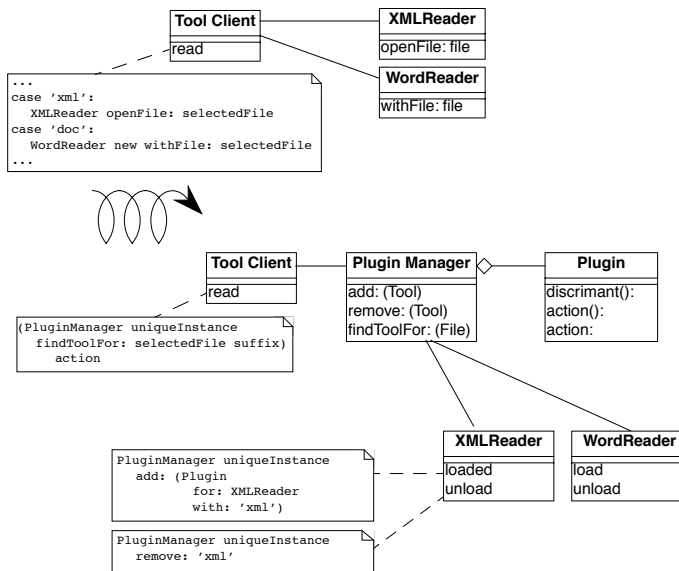 Tool Client
read
XMLReader
openFile: file
WordReader
withFile: file
...
case 'xml':
XMLReader openFile: selectedFile
case 'doc':
WordReader new withFile: selectedFile
...
Tool Client
read
Plugin Manager
add: (Tool)
remove: (Tool)
findToolFor: (File)
Plugin
discrimant():
action():
action:
(PluginManager uniqueInstance
findToolFor: selectedFile suffix)
action
XMLReader
loaded
unload
WordReader
load
unload
PluginManager uniqueInstance
add: (Plugin
for: XMLReader
with: 'xml')
PluginManager uniqueInstance
remove: 'xml'